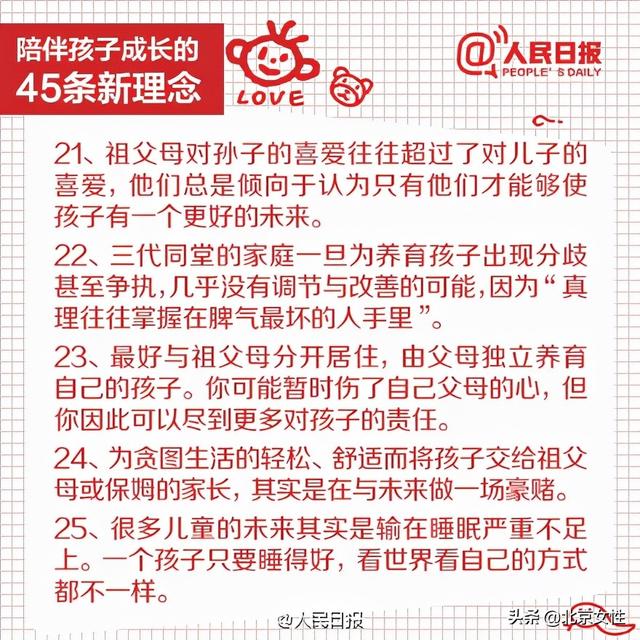 陪伴孩子成长的
45条新理念
LOVE
@人民日报
PEOPLE'S DAILY
21、祖父母对孙子的喜爱往往超过了对儿子的
喜爱，他们总是倾向于认为只有他们才能够使
孩子有一个更好的未来。
22、三代同堂的家庭一旦为养育孩子出现分歧
甚至争执，几乎没有调节与改善的可能，因为“真
理往往掌握在脾气最坏的人手里”。
23、最好与祖父母分开居住，由父母独立养育
自己的孩子。你可能暂时伤了自己父母的心，但
你因此可以尽到更多对孩子的责任。
24、为贪图生活的轻松、舒适而将孩子交给祖父
母或保姆的家长，其实是在与未来做一场豪赌。
25、很多儿童的未来其实是输在睡眠严重不足
上。一个孩子只要睡得好，看世界看自己的方式
都不一样。
@人民日报
头条 @北京女性